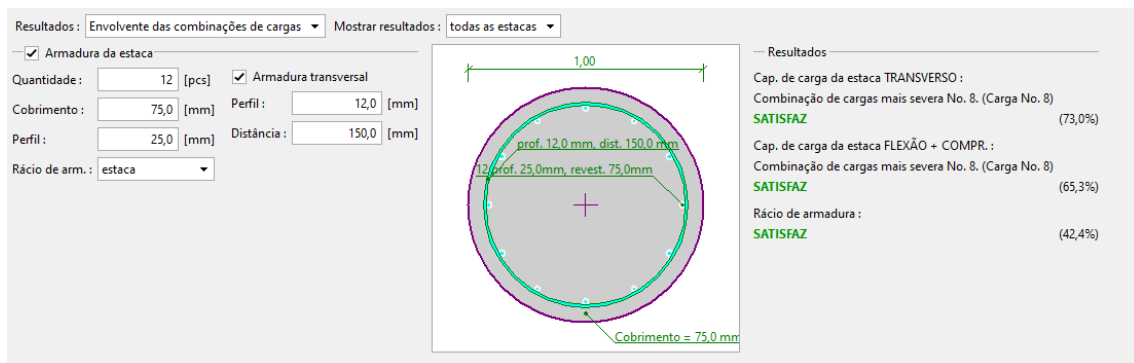 Resultados : Envolvente das combinações de cargas Mostrar resultados : todas as estacas
Armadura da estaca
Quantidade : 12 [pcs]
Cobrimento : 75,0 [mm]
Perfil : 25,0 [mm]
Rácio de arm. : estaca
Armadura transversal
Perfil : 12,0 [mm]
Distância : 150,0 [mm]
1,00
prof. 12,0 mm, dist. 150,0 mm
12 prof. 25,0mm, revest. 75,0mm
Cobrimento = 75,0 mm
Resultados
Cap. de carga da estaca TRANSVERSO :
Combinação de cargas mais severa No. 8. (Carga No. 8)
SATISFAZ (73,0%)
Cap. de carga da estaca FLEXÃO + COMPR. :
Combinação de cargas mais severa No. 8. (Carga No. 8)
SATISFAZ (65,3%)
Rácio de armadura :
SATISFAZ (42,4%)